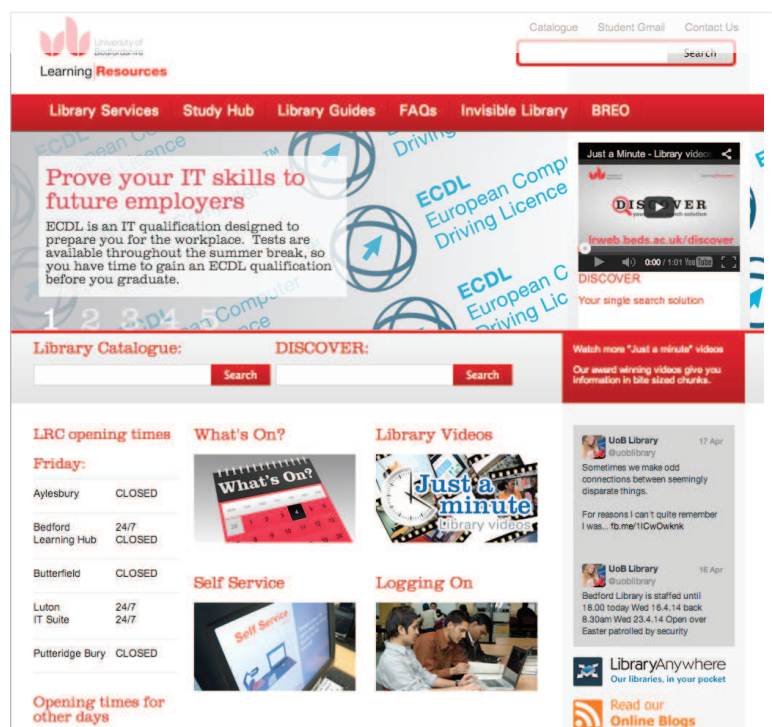 Catalogue Student Gmail Contact Us
University of
Bedfordshire
Search
Learning Resources
Library Services Study Hub Library Guides FAQs Invisible Library BREO
Prove your IT skills to
future employers
ECDL is an IT qualification designed to
prepare you for the workplace. Tests are
available throughout the summer break, so
you have time to gain an ECDL qualification
before you graduate.
1 2 3 4 5
ECDL
European Computer
Driving Licence
ECDL
European
Driving Lic
Just a Minute - Library video
DISCOVER
your single search solution
lrweb.beds.ac.uk/discover
0:00 / 1:01 YouTube
DISCOVER
Your single search solution
Library Catalogue:
Search
DISCOVER:
Search
Watch more "Just a minute" videos
Our award winning videos give you
information in bite sized chunks.
LRC opening times
Friday:
Aylesbury CLOSED
Bedford 24/7
Learning Hub CLOSED
Butterfield CLOSED
Luton 24/7
IT Suite 24/7
Putteridge Bury CLOSED
Opening times for
other days
What's On?
What's On?
Library Videos
Just a
minute
Library videos
Self Service
Self Service
Logging On
UoB Library 17 Apr
@uoblibrary
Sometimes we make odd
connections between seemingly
disparate things.
For reasons I can't quite remember
I was... fb.me/1lCwOwknk
UoB Library 16 Apr
@uoblibrary
Bedford Library is staffed until
18.00 today Wed 16.4.14 back
8.30am Wed 23.4.14 Open over
Easter patrolled by security
LibraryAnywhere
Our libraries, in your pocket
Read our
Online Blogs